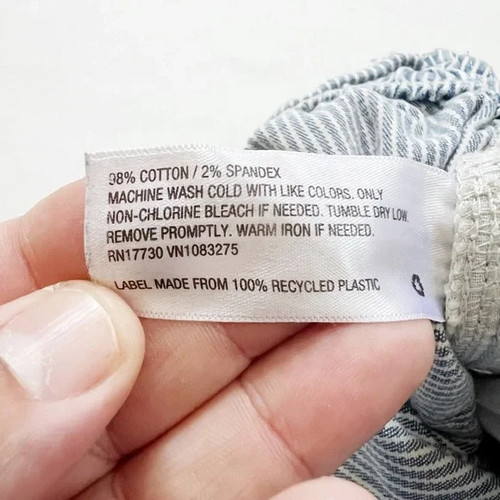 98% COTTON / 2% SPANDEX
MACHINE WASH COLD WITH LIKE COLORS. ONLY
NON-CHLORINE BLEACH IF NEEDED. TUMBLE DRY LOW.
REMOVE PROMPTLY. WARM IRON IF NEEDED.
RN17730 VN1083275
LABEL MADE FROM 100% RECYCLED PLASTIC